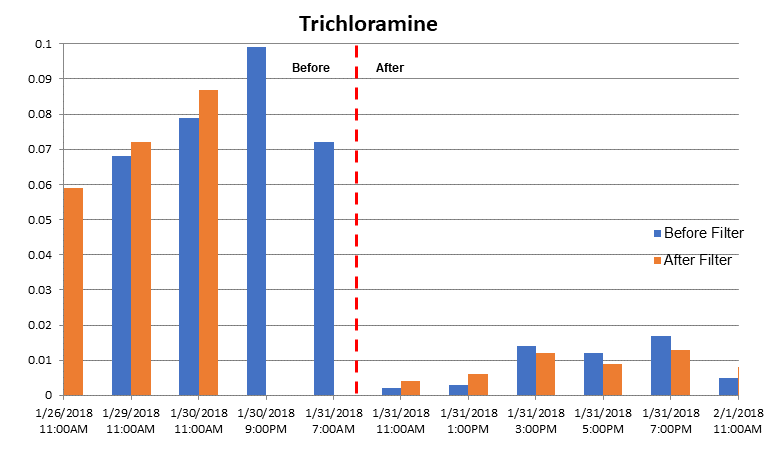 Trichloramine
0.1
0.09
0.08
0.07
0.06
0.05
0.04
0.03
0.02
0.01
0
Before
After
Before Filter
After Filter
1/26/2018 1/29/2018 1/30/2018 1/30/2018 1/31/2018 1/31/2018 1/31/2018 1/31/2018 1/31/2018 1/31/2018 2/1/2018
11:00AM 11:00AM 11:00AM 9:00PM 7:00AM 11:00AM 1:00PM 3:00PM 5:00PM 7:00PM 11:00AM